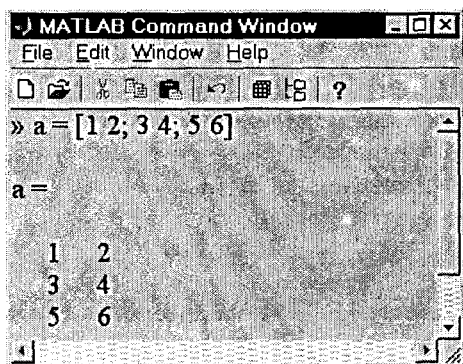 MATLAB Command Window
File Edit Window Help
?
» a = [1 2; 3 4; 5 6]
a =
1 2
3 4
5 6